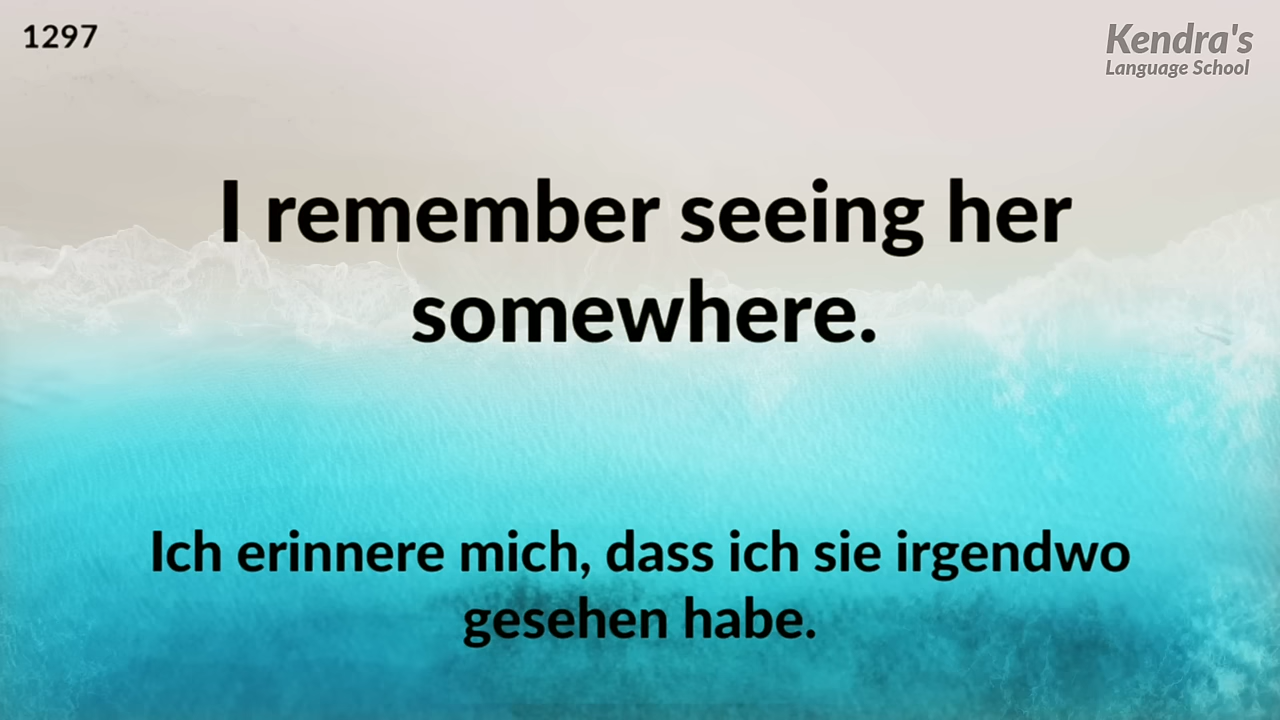 1297
Kendra's
Language School
I remember seeing her
somewhere.
Ich erinnere mich, dass ich sie irgendwo
gesehen habe.